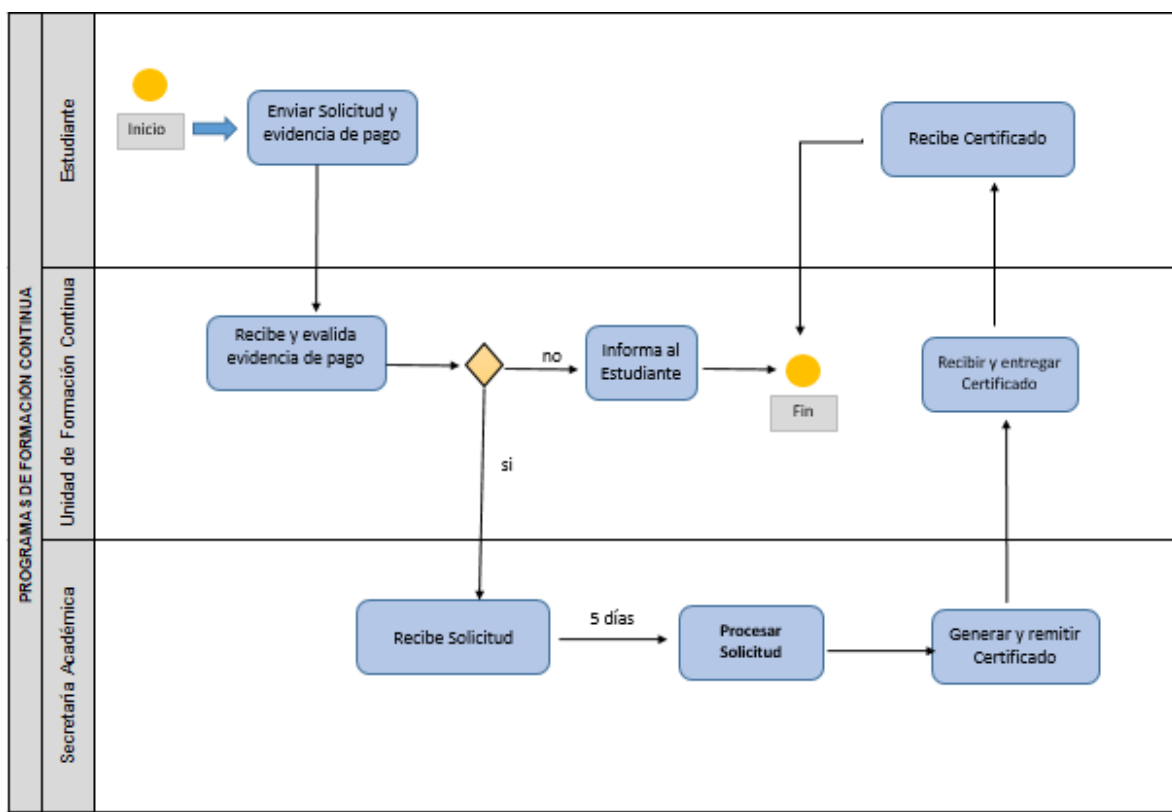 PROGRAMAS DE FORMACIÓN CONTINUA
Estudiante
Inicio
Enviar Solicitud y
evidencia de pago
Recibe Certificado
Unidad de Formación Continua
Recibe y evalida
evidencia de pago
no
si
Informa al
Estudiante
Fin
Recibir y entregar
Certificado
Secretaría Académica
Recibe Solicitud
5 días
Procesar
Solicitud
Generar y remitir
Certificado